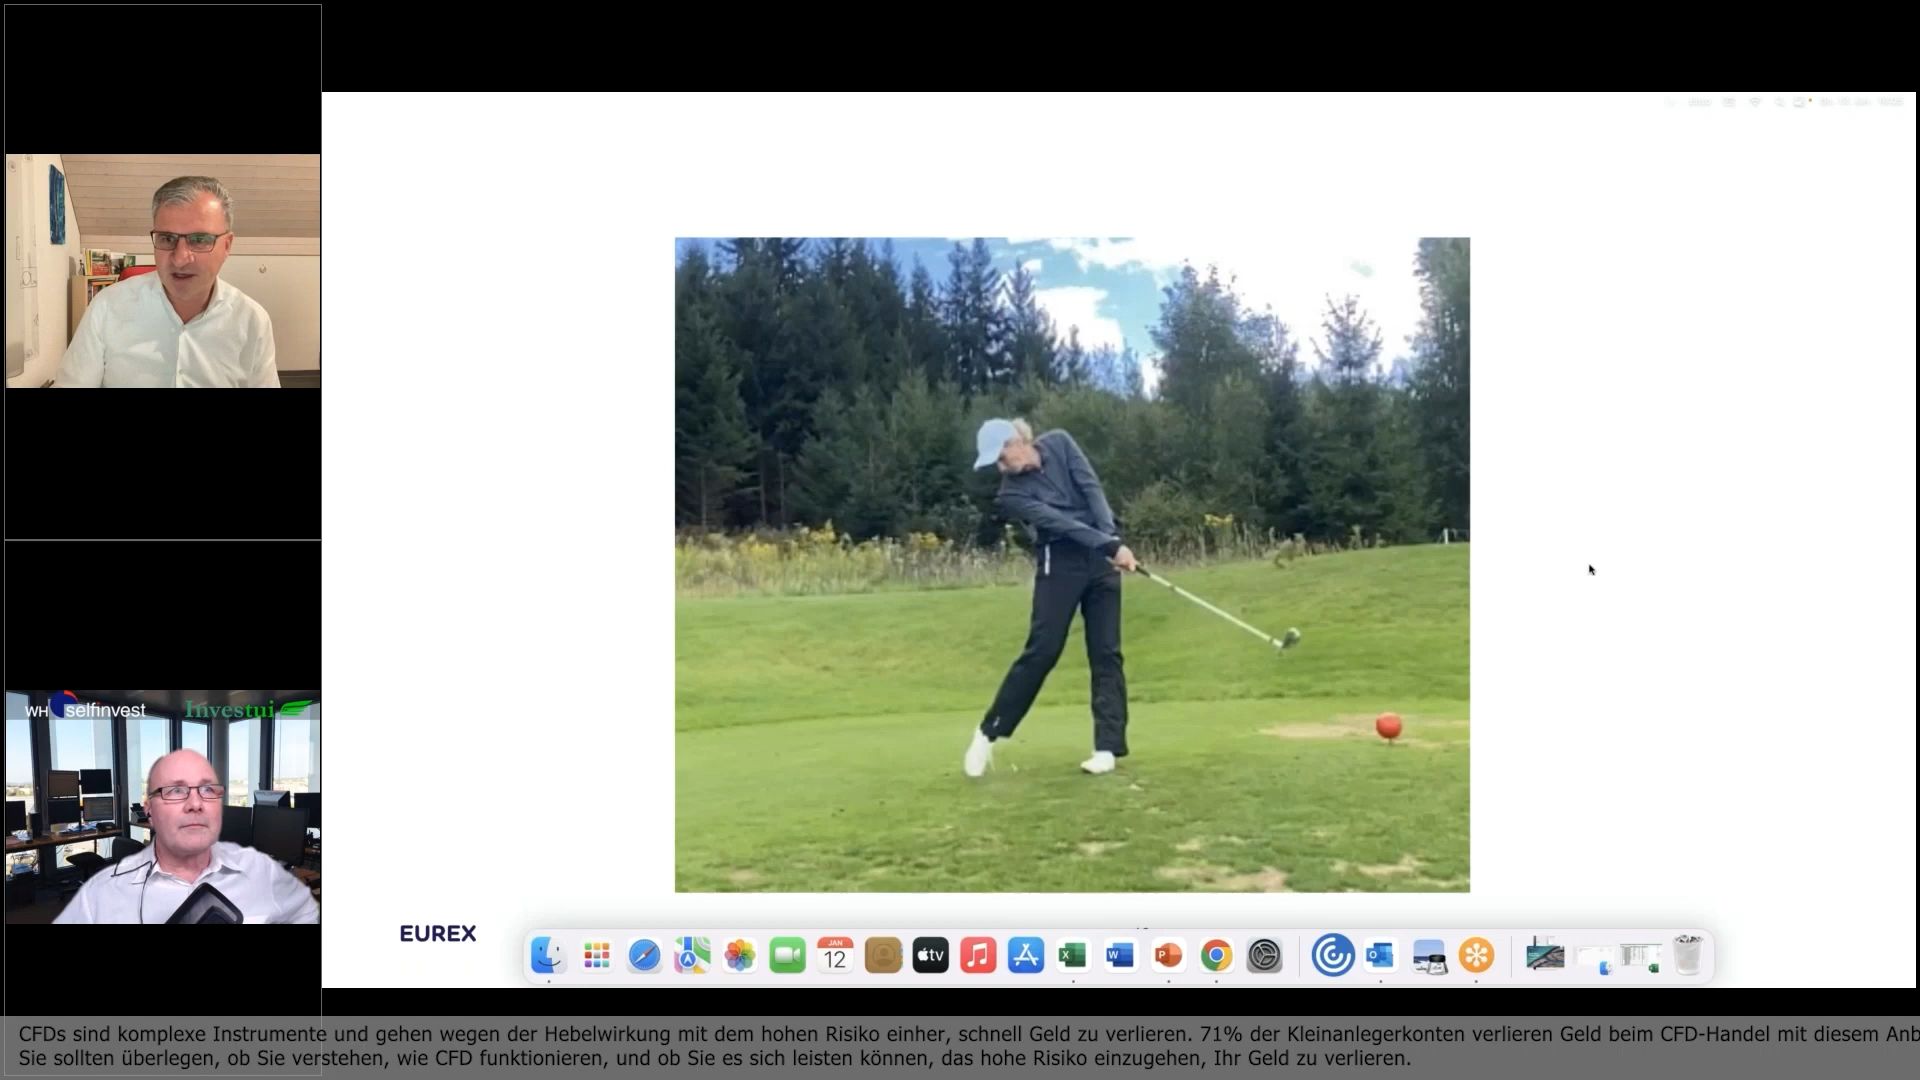 WH selfinvest
Investui
EUREX
JAN
12
tv
X
W
P
O
CFDs sind komplexe Instrumente und gehen wegen der Hebelwirkung mit dem hohen Risiko einher, schnell Geld zu verlieren. 71% der Kleinanlegerkonten verlieren Geld beim CFD-Handel mit diesem Anb
Sie sollten überlegen, ob Sie verstehen, wie CFD funktionieren, und ob Sie es sich leisten können, das hohe Risiko einzugehen, Ihr Geld zu verlieren.